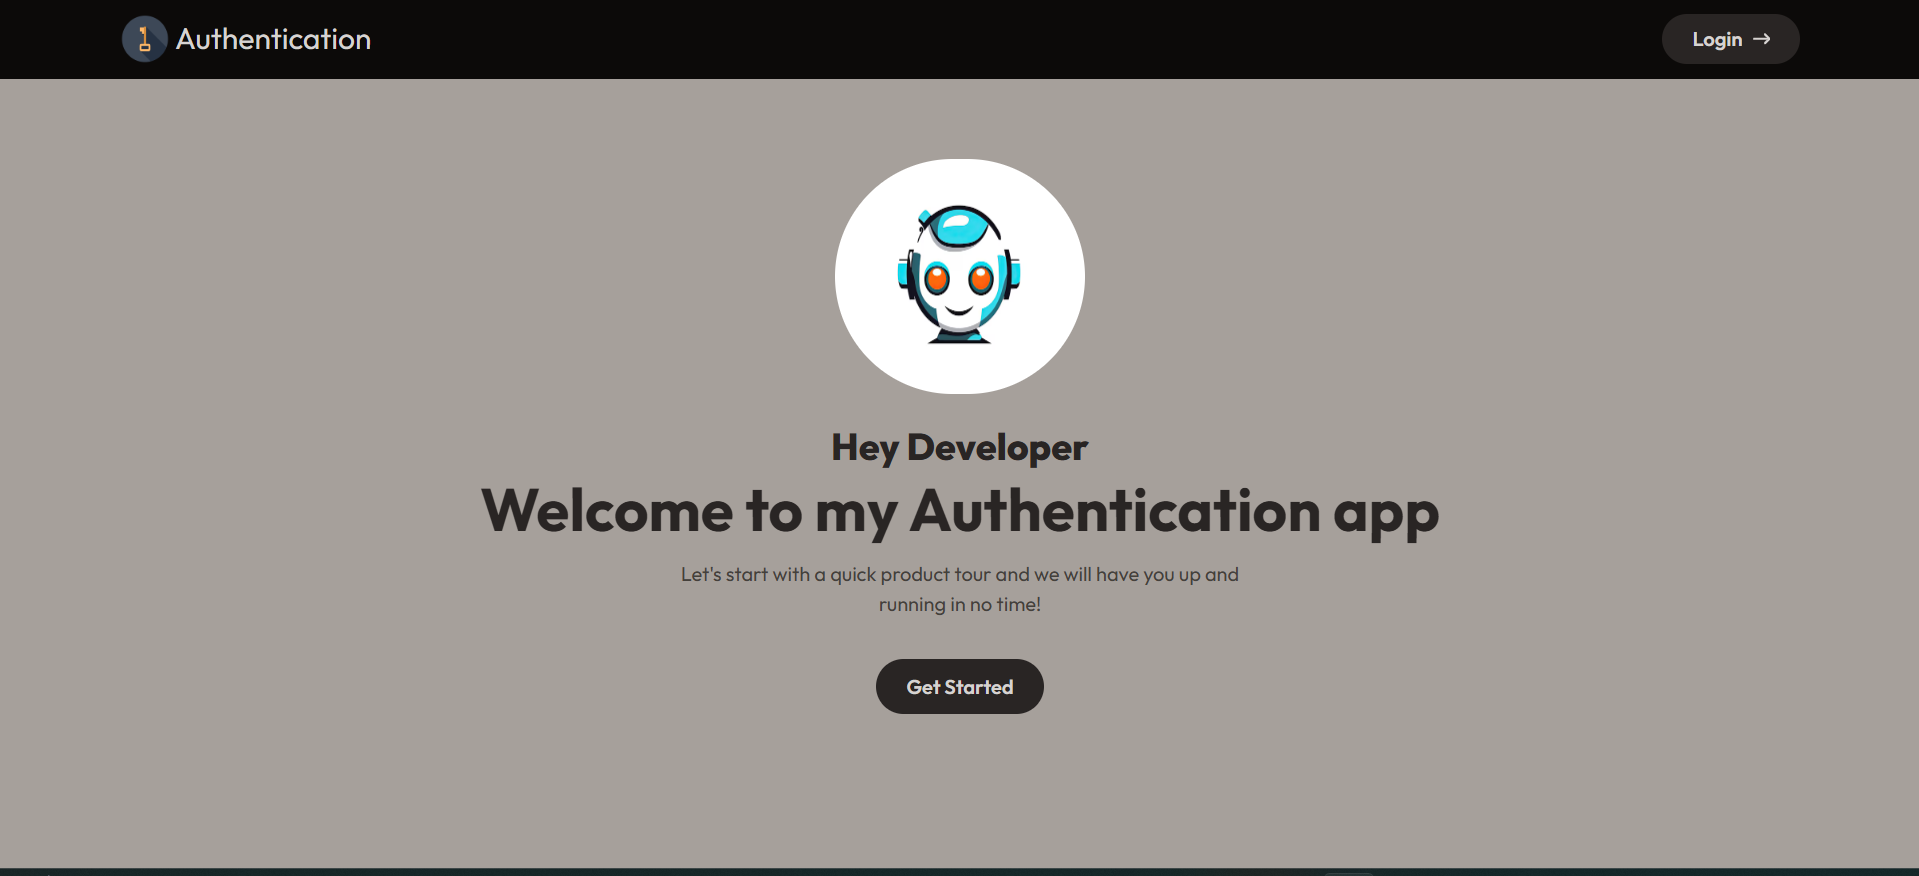 Authentication
Login
Hey Developer
Welcome to my Authentication app
Let's start with a quick product tour and we will have you up and
running in no time!
Get Started